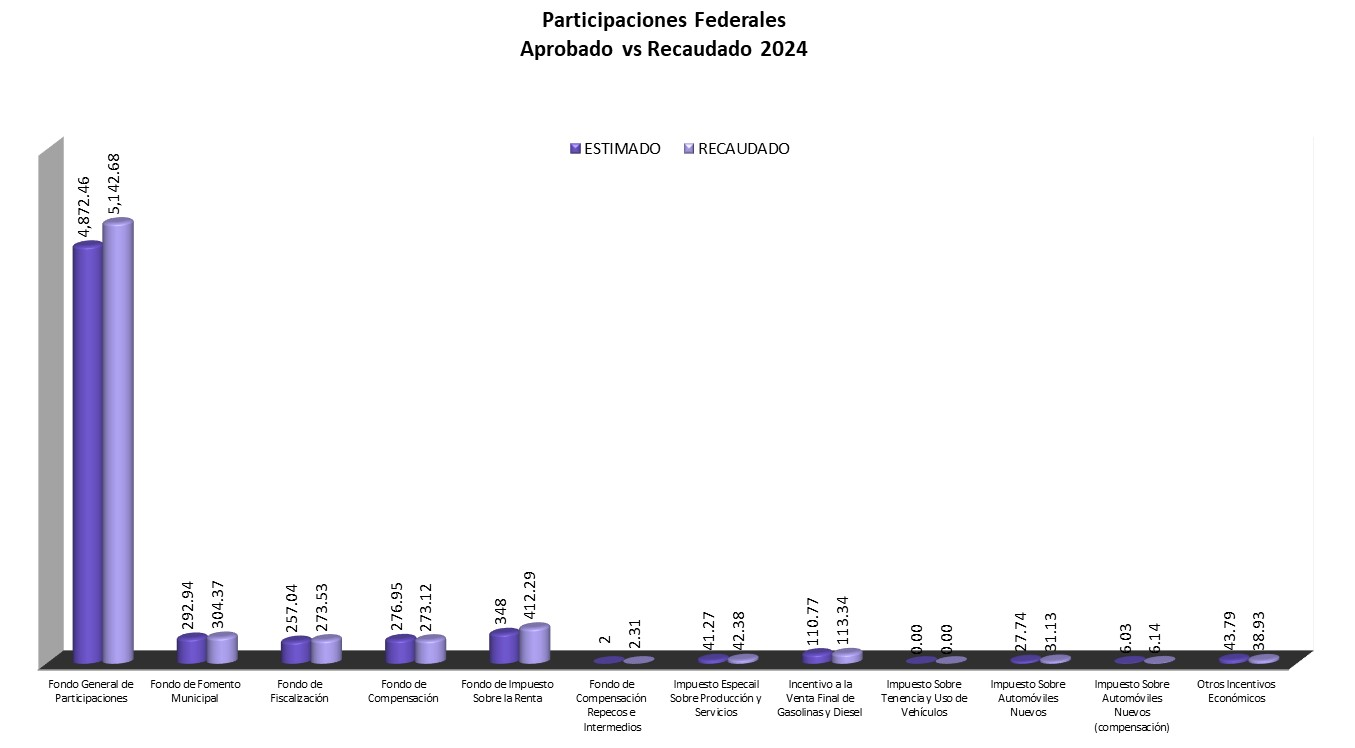 Participaciones Federales
Aprobado vs Recaudado 2024
ESTIMADO RECAUDADO
4,872.46 5,142.68
292.94 304.37
257.04 273.53
276.95 273.12
348 412.29
2 2.31
41.27 42.38
110.77 113.34
0.00 0.00
27.74 31.13
6.03 6.14
43.79 38.93
Fondo General de
Participaciones
Fondo de Fomento
Municipal
Fondo de
Fiscalización
Fondo de
Compensación
Fondo de Impuesto
Sobre la Renta
Fondo de
Compensación
Repecos e
Intermedios
Impuesto Especail
Sobre Producción y
Servicios
Incentivo a la
Venta Final de
Gasolinas y Diesel
Impuesto Sobre
Tenencia y Uso de
Vehículos
Impuesto Sobre
Automóviles
Nuevos
Impuesto Sobre
Automóviles
Nuevos
(compensación)
Otros Incentivos
Económicos